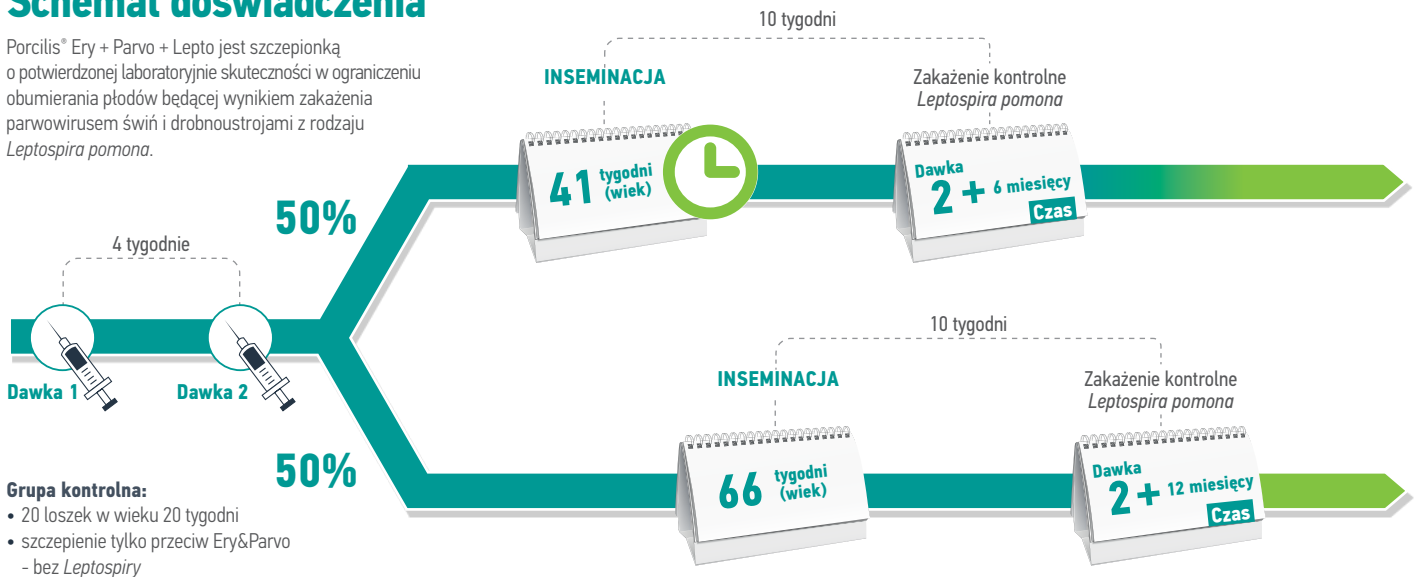 Schemat doświadczenia
Porcilis® Ery + Parvo + Lepto jest szczepionką
o potwierdzonej laboratoryjnie skuteczności w ograniczeniu
obumierania płodów będącej wynikiem zakażenia
parwowirusem świń i drobnoustrojami z rodzaju
Leptospira pomona.
10 tygodni
INSEMINACJA
Zakażenie kontrolne
Leptospira pomona
41 tygodni
(wiek)
Dawka
2 + 6 miesięcy
Czas
50%
4 tygodnie
Dawka 1
Dawka 2
50%
10 tygodni
INSEMINACJA
Zakażenie kontrolne
Leptospira pomona
66 tygodni
(wiek)
Dawka
2 + 12 miesięcy
Czas
Grupa kontrolna:
• 20 loszek w wieku 20 tygodni
• szczepienie tylko przeciw Ery&Parvo
- bez Leptospiry